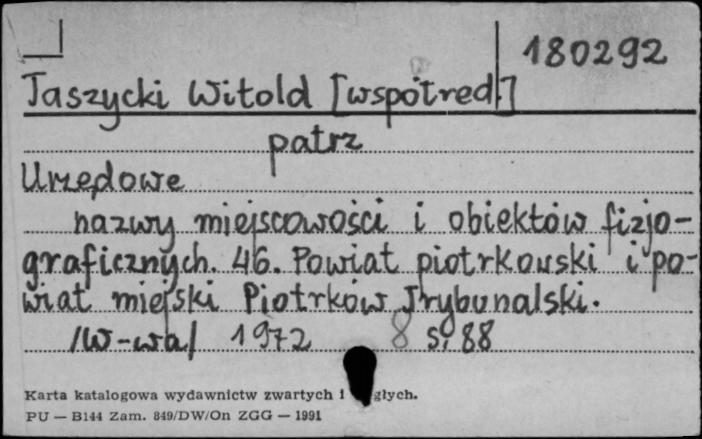 180292
Taszycki Witold [współred.]
patrz
Urzędowe
nazwy miejscowości i obiektów fizjo-
graficznych. 46. Powiat piotrkowski i po-
wiat miejski Piotrków Trybunalski.
/W-wa/ 1972 8 s. 88
Karta katalogowa wydawnictw zwartych i głych.
PU — B144 Zam. 849/DW/On ZGG — 1991